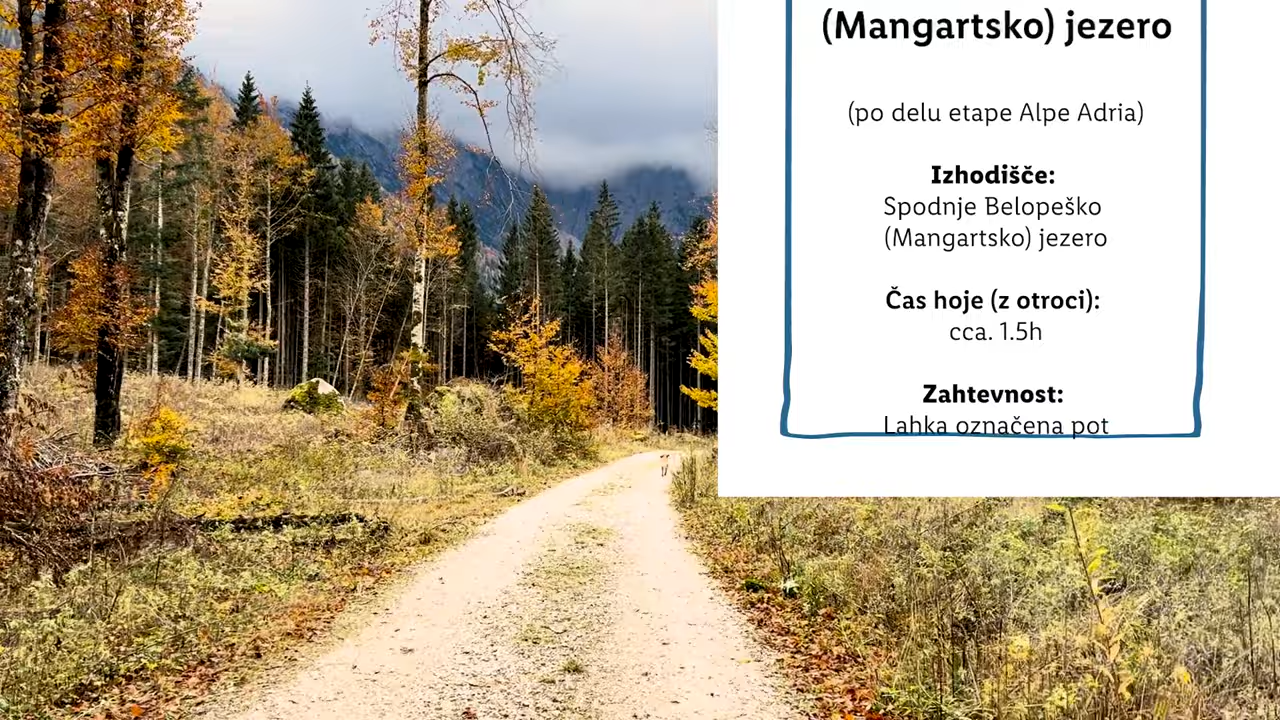 (Mangartsko) jezero
(po delu etape Alpe Adria)
Izhodišče:
Spodnje Belopeško
(Mangartsko) jezero
Čas hoje (z otroci):
cca. 1.5h
Zahtevnost:
Lahka označena pot